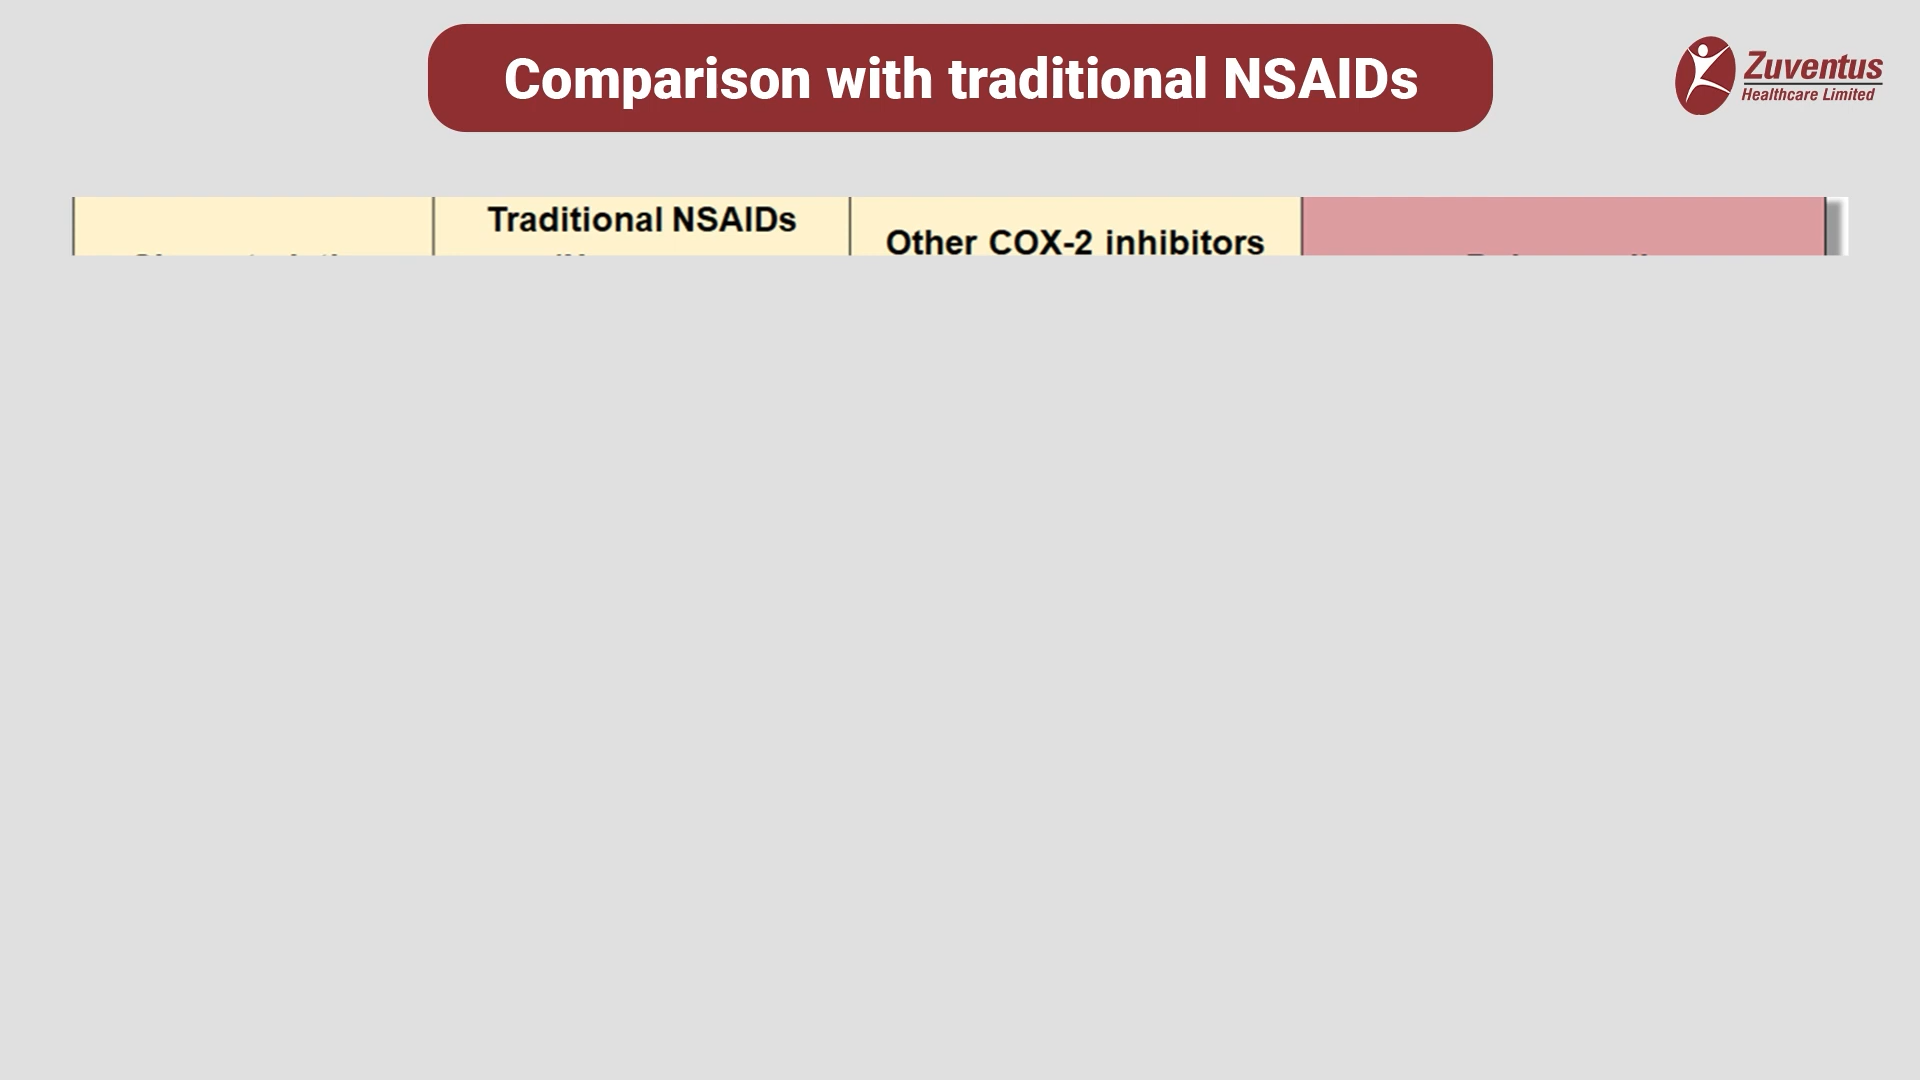 Comparison with traditional NSAIDs
Zuventus
Healthcare Limited
Traditional NSAIDs
Other COX-2 inhibitors